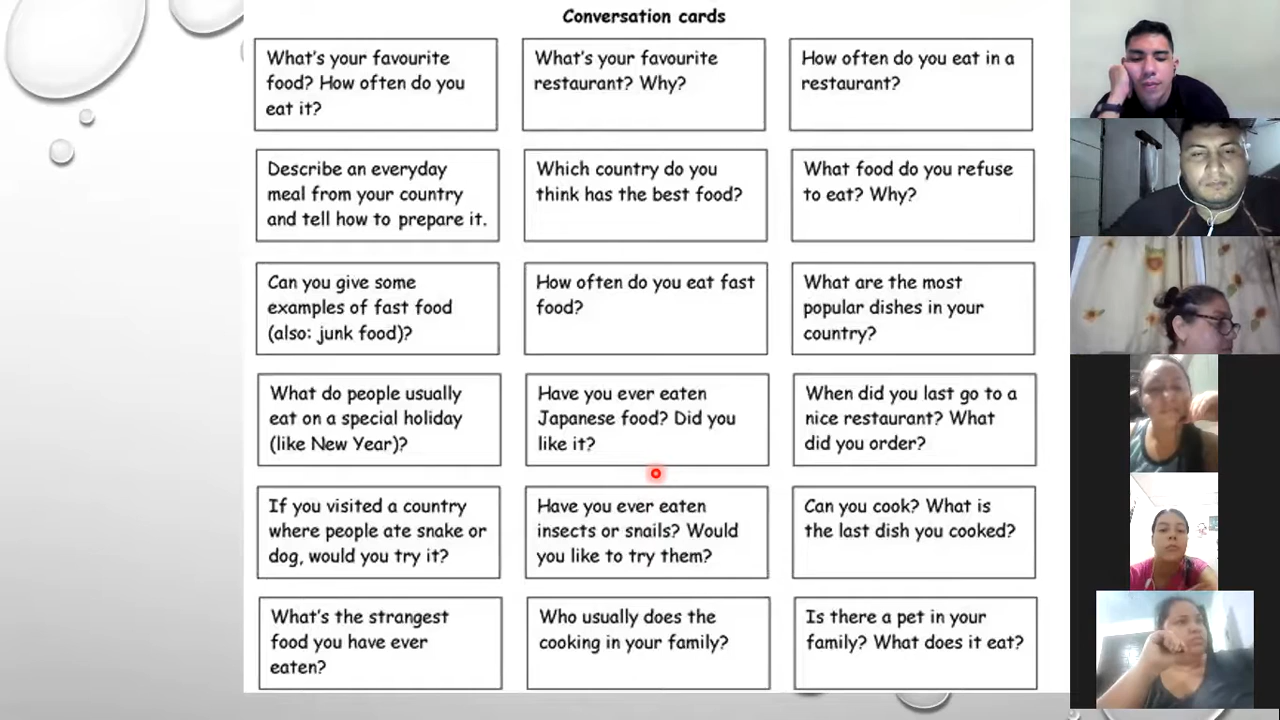 Conversation cards
What's your favourite
food? How often do you
eat it?
What's your favourite
restaurant? Why?
How often do you eat in a
restaurant?
Describe an everyday
meal from your country
and tell how to prepare it.
Which country do you
think has the best food?
What food do you refuse
to eat? Why?
Can you give some
examples of fast food
(also: junk food)?
How often do you eat fast
food?
What are the most
popular dishes in your
country?
What do people usually
eat on a special holiday
(like New Year)?
Have you ever eaten
Japanese food? Did you
like it?
When did you last go to a
nice restaurant? What
did you order?
If you visited a country
where people ate snake or
dog, would you try it?
Have you ever eaten
insects or snails? Would
you like to try them?
Can you cook? What is
the last dish you cooked?
What's the strangest
food you have ever
eaten?
Who usually does the
cooking in your family?
Is there a pet in your
family? What does it eat?